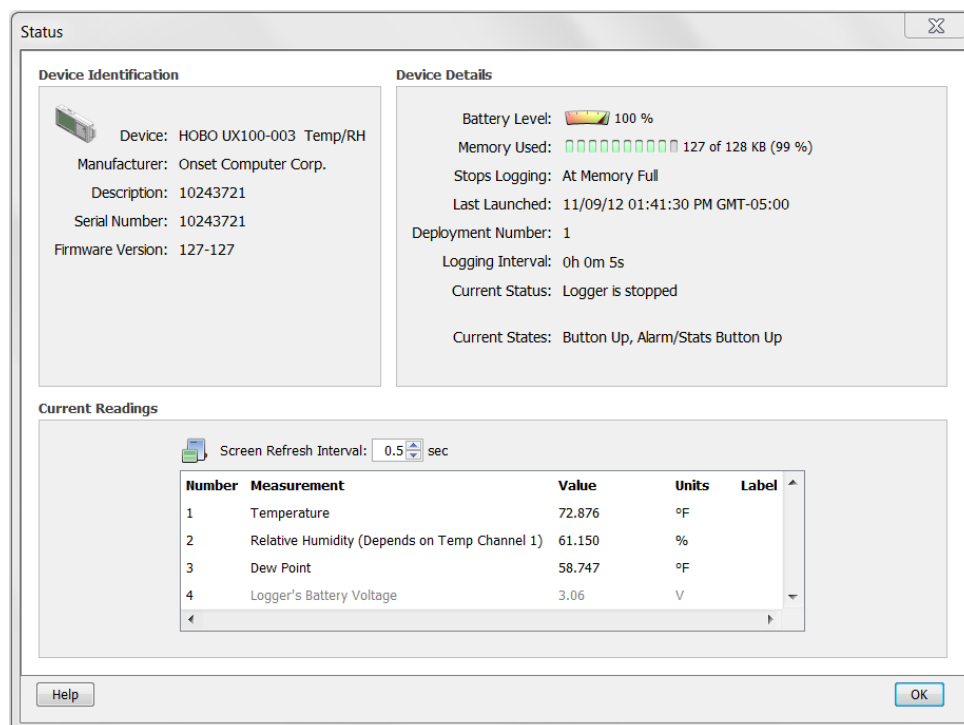 Status
Device Identification
Device: HOBO UX100-003 Temp/RH
Manufacturer: Onset Computer Corp.
Description: 10243721
Serial Number: 10243721
Firmware Version: 127-127
Device Details
Battery Level: 100 %
Memory Used: 127 of 128 KB (99 %)
Stops Logging: At Memory Full
Last Launched: 11/09/12 01:41:30 PM GMT-05:00
Deployment Number: 1
Logging Interval: 0h 0m 5s
Current Status: Logger is stopped
Current States: Button Up, Alarm/Stats Button Up
Current Readings
Screen Refresh Interval: 0.5 sec
Number Measurement Value Units Label
1 Temperature 72.876 °F
2 Relative Humidity (Depends on Temp Channel 1) 61.150 %
3 Dew Point 58.747 °F
4 Logger's Battery Voltage 3.06 V
Help OK